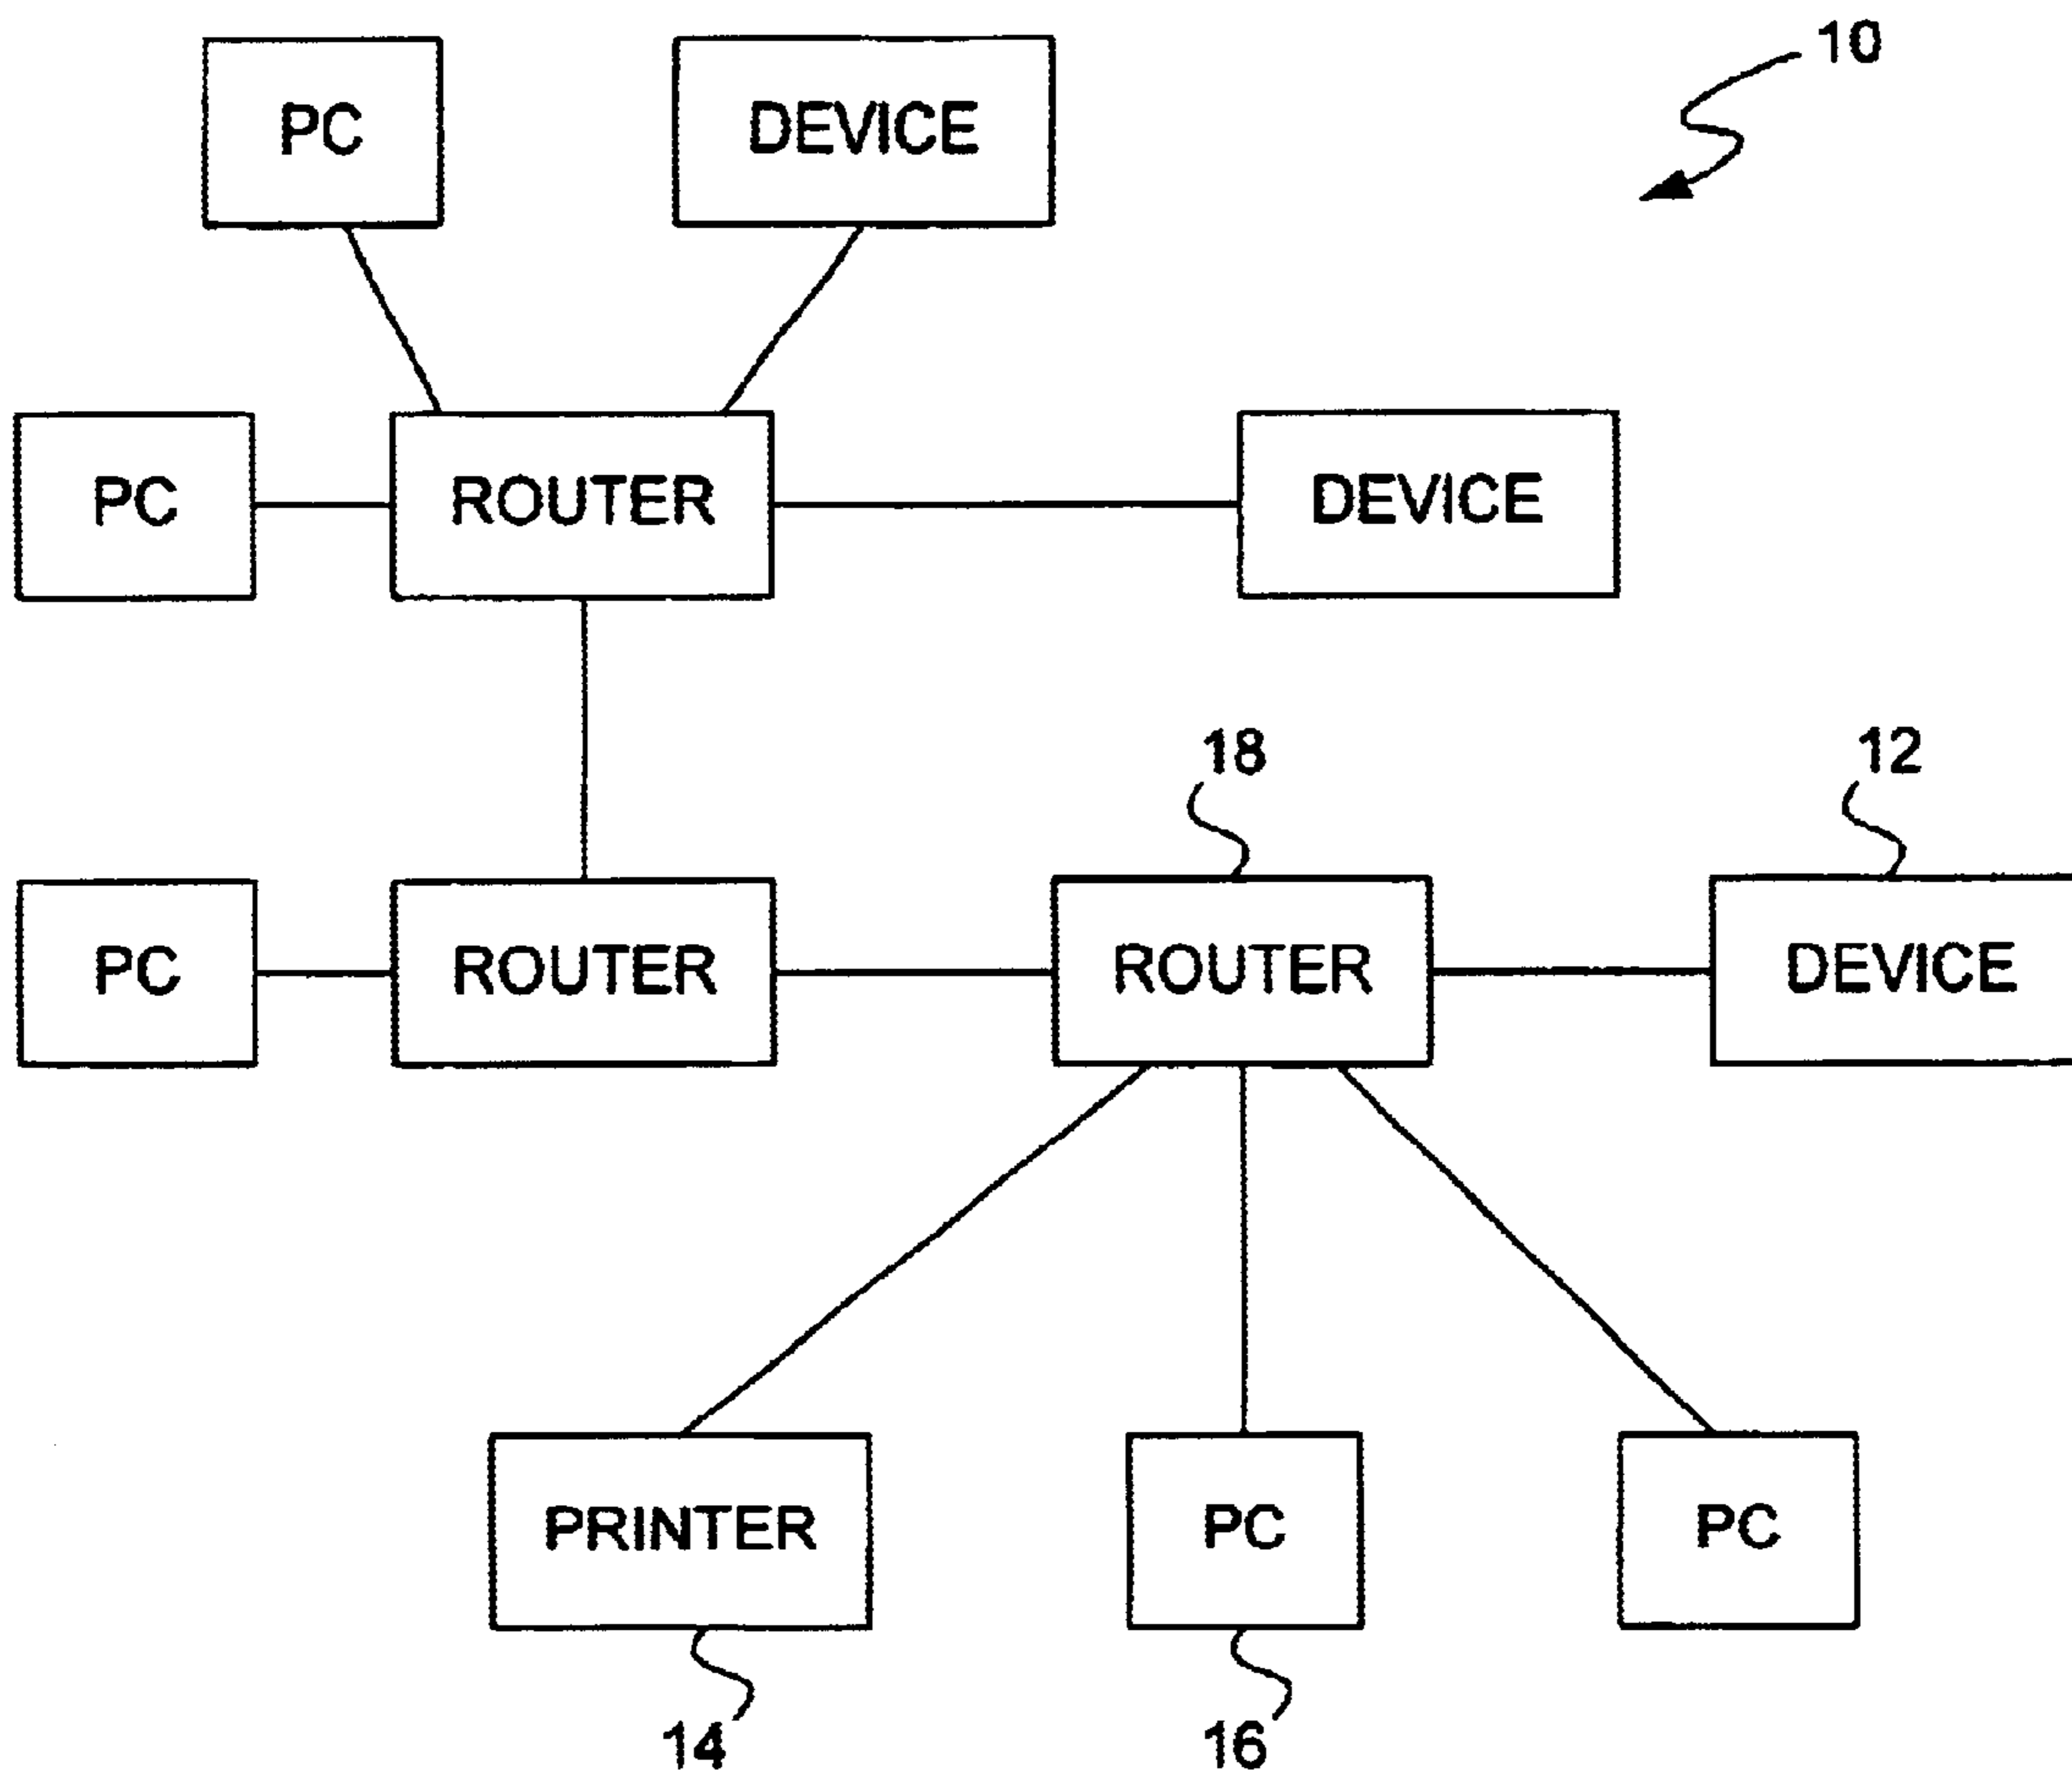 10
PC
DEVICE
PC
ROUTER
DEVICE
18
12
PC
ROUTER
ROUTER
DEVICE
PRINTER
PC
PC
14
16